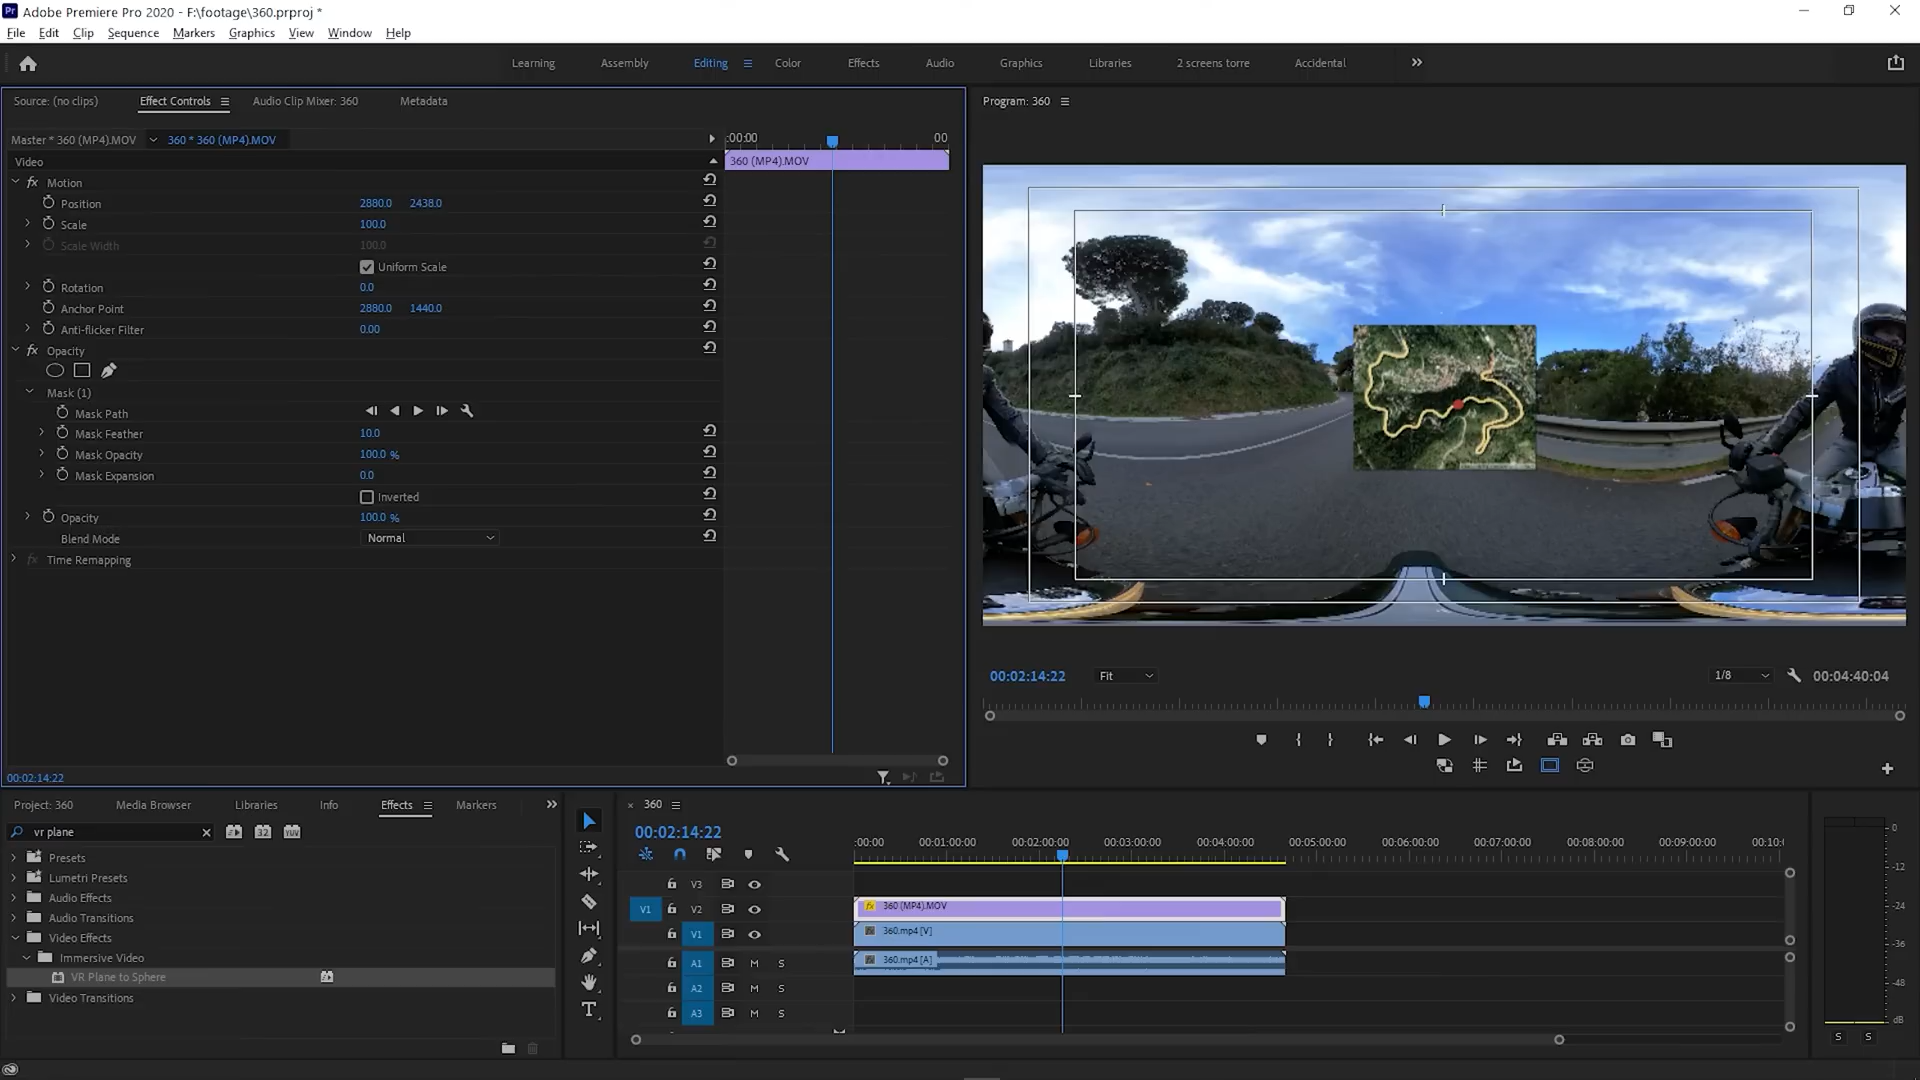 Adobe Premiere Pro 2020 - F:\footage\360.prproj *
File Edit Clip Sequence Markers Graphics View Window Help
Learning Assembly Editing Color Effects Audio Graphics Libraries 2 screens torre Accidental
Source: (no clips) Effect Controls Audio Clip Mixer: 360 Metadata
Program: 360
Master * 360 (MP4).MOV 360 * 360 (MP4).MOV
:00:00 00
Video
360 (MP4).MOV
fx Motion
Position 2880.0 2438.0
Scale 100.0
Scale Width 100.0
Uniform Scale
Rotation 0.0
Anchor Point 2880.0 1440.0
Anti-flicker Filter 0.00
fx Opacity
Mask (1)
Mask Path
Mask Feather 10.0
Mask Opacity 100.0 %
Mask Expansion 0.0
Inverted
Opacity 100.0 %
Blend Mode Normal
fx Time Remapping
00:02:14:22
00:02:14:22 Fit 1/8 00:04:40:04
Project: 360 Media Browser Libraries Info Effects Markers
vr plane 32 YUV
Presets
Lumetri Presets
Audio Effects
Audio Transitions
Video Effects
Immersive Video
VR Plane to Sphere
Video Transitions
360
00:02:14:22
:00:00 00:01:00:00 00:02:00:00 00:03:00:00 00:04:00:00 00:05:00:00 00:06:00:00 00:07:00:00 00:08:00:00 00:09:00:00 00:10:
V3
V1 V2 fx 360 (MP4).MOV
V1 360.mp4 [V]
A1 M S 360.mp4 [A]
A2 M S
A3 M S
0
-12
-24
-36
-48
dB
S S